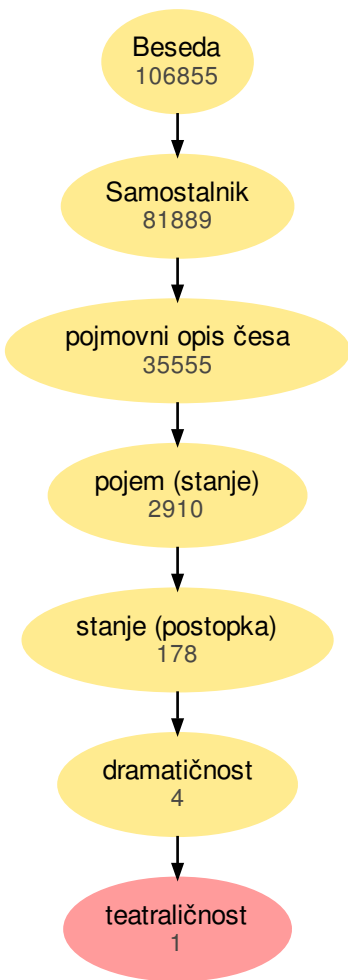 Beseda
106855
Samostalnik
81889
pojmovni opis česa
35555
pojem (stanje)
2910
stanje (postopka)
178
dramatičnost
4
teatraličnost
1